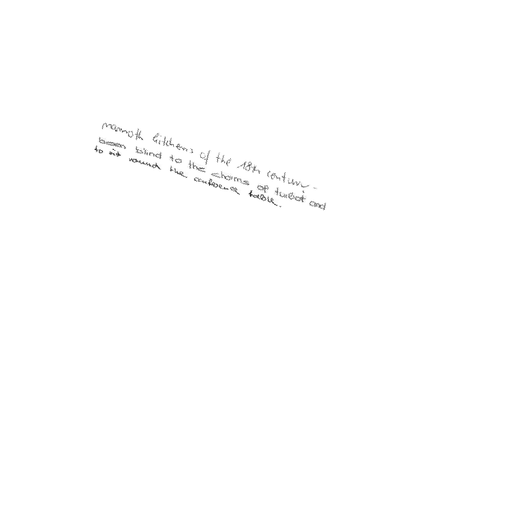 mammoth kitchens of the 18th century.
been blind to the charms of turbot and
to sit round the conference table.